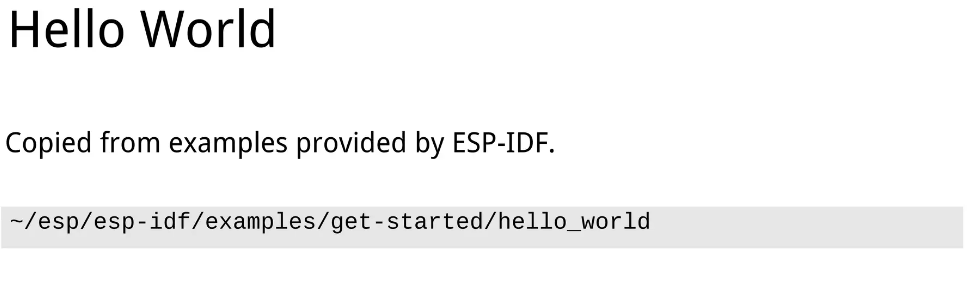 Hello World
Copied from examples provided by ESP-IDF.
~/esp/esp-idf/examples/get-started/hello_world